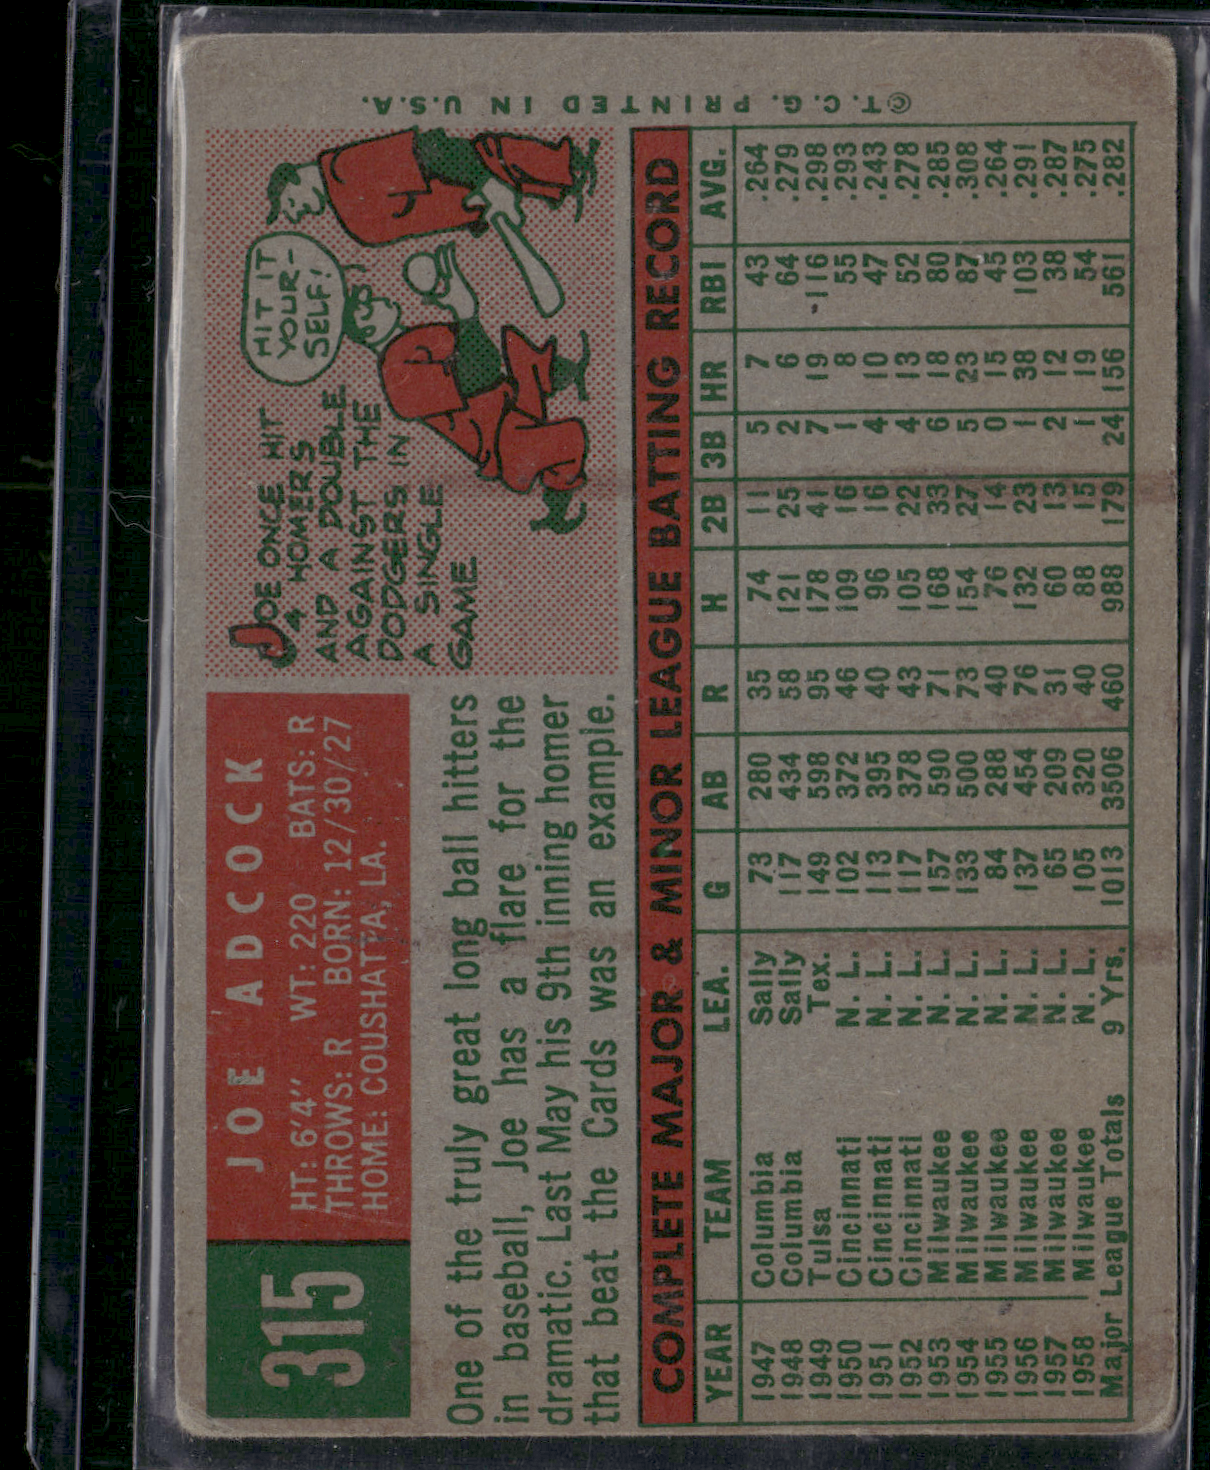 315
JOE ADCOCK
HT: 6'4" WT: 220 BATS: R
THROWS: R BORN: 12/30/27
HOME: COUSHATTA, LA.
One of the truly great long ball hitters
in baseball, Joe has a flare for the
dramatic. Last May his 9th inning homer
that beat the Cards was an example.
JOE ONCE HIT
4 HOMERS
AND A DOUBLE
AGAINST THE
DODGERS IN
A SINGLE
GAME
HIT IT
YOUR-
SELF!
COMPLETE MAJOR & MINOR LEAGUE BATTING RECORD
YEAR TEAM LEA. G AB R H 2B 3B HR RBI AVG.
1947 Columbia Sally 73 280 35 74 11 5 7 43 .264
1948 Columbia Sally 117 434 58 121 25 2 6 64 .279
1949 Tulsa Tex. 149 598 95 178 41 7 19 116 .298
1950 Cincinnati N. L. 102 372 46 109 16 1 8 55 .293
1951 Cincinnati N. L. 113 395 40 96 16 4 10 47 .243
1952 Cincinnati N. L. 117 378 43 105 22 4 13 52 .278
1953 Milwaukee N. L. 157 590 71 168 33 6 18 80 .285
1954 Milwaukee N. L. 133 500 73 154 27 5 23 87 .308
1955 Milwaukee N. L. 84 288 40 76 14 0 15 45 .264
1956 Milwaukee N. L. 137 454 76 132 23 1 38 103 .291
1957 Milwaukee N. L. 65 209 31 60 13 2 12 38 .287
1958 Milwaukee N. L. 105 320 40 88 15 1 19 54 .275
Major League Totals 9 Yrs. 1013 3506 460 988 179 24 156 561 .282
© T.C.G. PRINTED IN U.S.A.